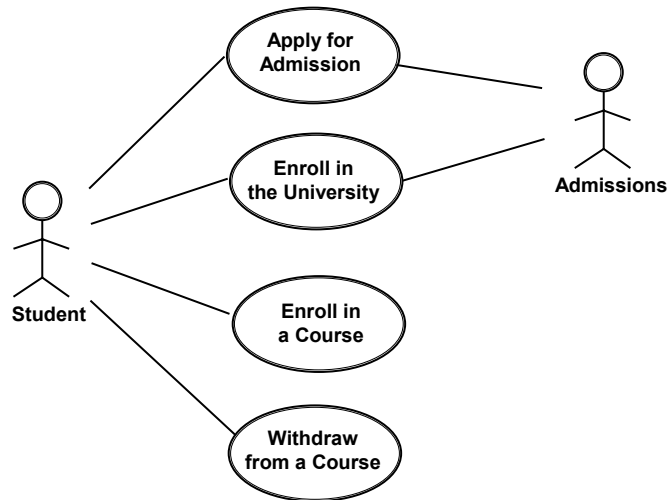 Apply for
Admission
Enroll in
the University
Admissions
Student
Enroll in
a Course
Withdraw
from a Course